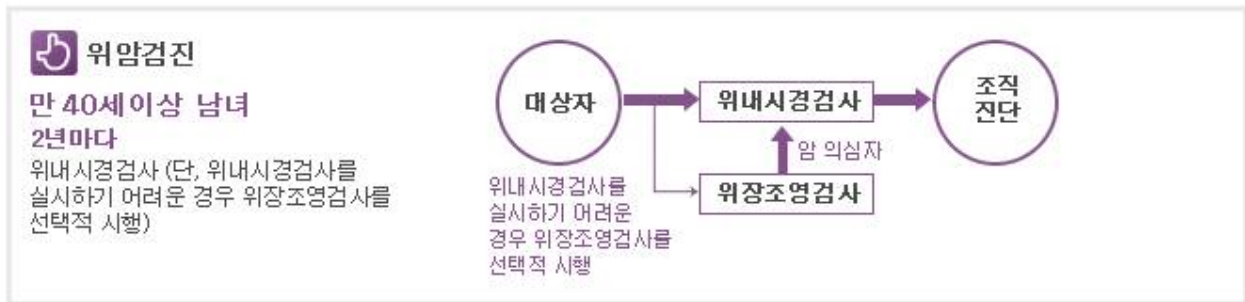 위암검진
만 40세이상 남녀
2년마다
위내시경검사 (단, 위내시경검사를
실시하기 어려운 경우 위장조영검사를
선택적 시행)
대상자
위내시경검사
조직
진단
암 의심자
위장조영검사
위내시경검사를
실시하기 어려운
경우 위장조영검사를
선택적 시행